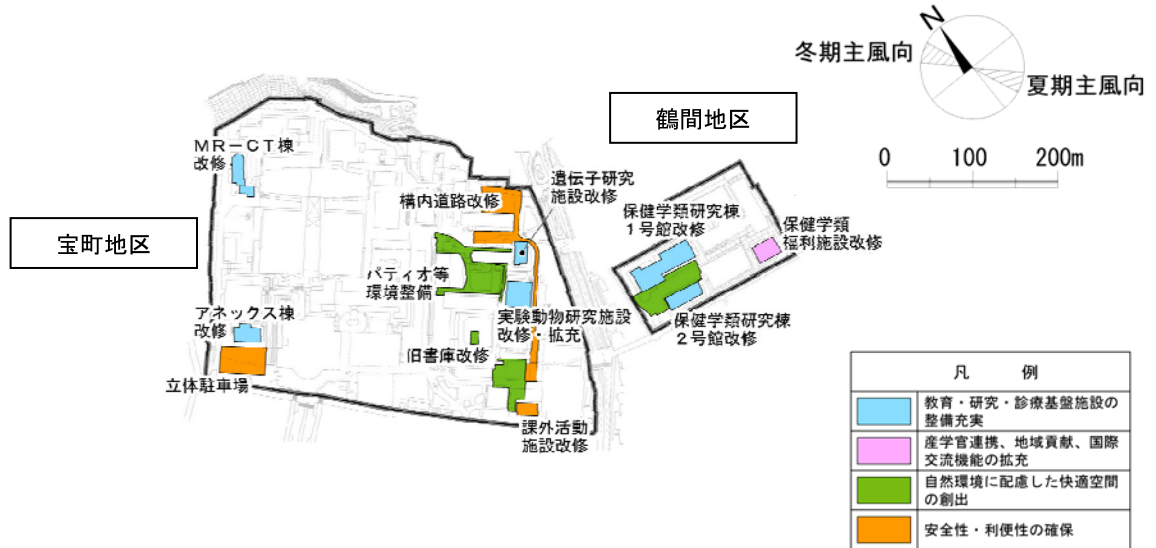 N
冬期主風向
夏期主風向
鶴間地区
0 100 200m
宝町地区
MR-CT棟
改修
構内道路改修
遺伝子研究
施設改修
パティオ等
環境整備
アネックス棟
改修
実験動物研究施設
改修・拡充
旧書庫改修
立体駐車場
課外活動
施設改修
保健学類研究棟
1号館改修
保健学類
福利施設改修
保健学類研究棟
2号館改修
凡 例
教育・研究・診療基盤施設の
整備充実
産学官連携、地域貢献、国際
交流機能の拡充
自然環境に配慮した快適空間
の創出
安全性・利便性の確保